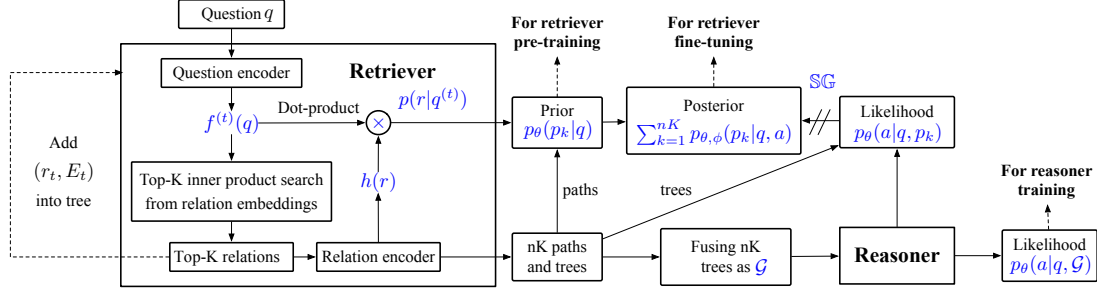 Question q
Question encoder
Retriever
f^{(t)}(q)
Dot-product
×
p(r|q^{(t)})
Add
(r_t, E_t)
into tree
Top-K inner product search
from relation embeddings
h(r)
Top-K relations
Relation encoder
For retriever
pre-training
For retriever
fine-tuning
Prior
p_θ(p_k|q)
Posterior
∑_{k=1}^{nK} p_{θ,ϕ}(p_k|q, a)
𝕊𝔾
Likelihood
p_θ(a|q, p_k)
paths
trees
For reasoner
training
nK paths
and trees
Fusing nK
trees as 𝒢
Reasoner
Likelihood
p_θ(a|q, 𝒢)